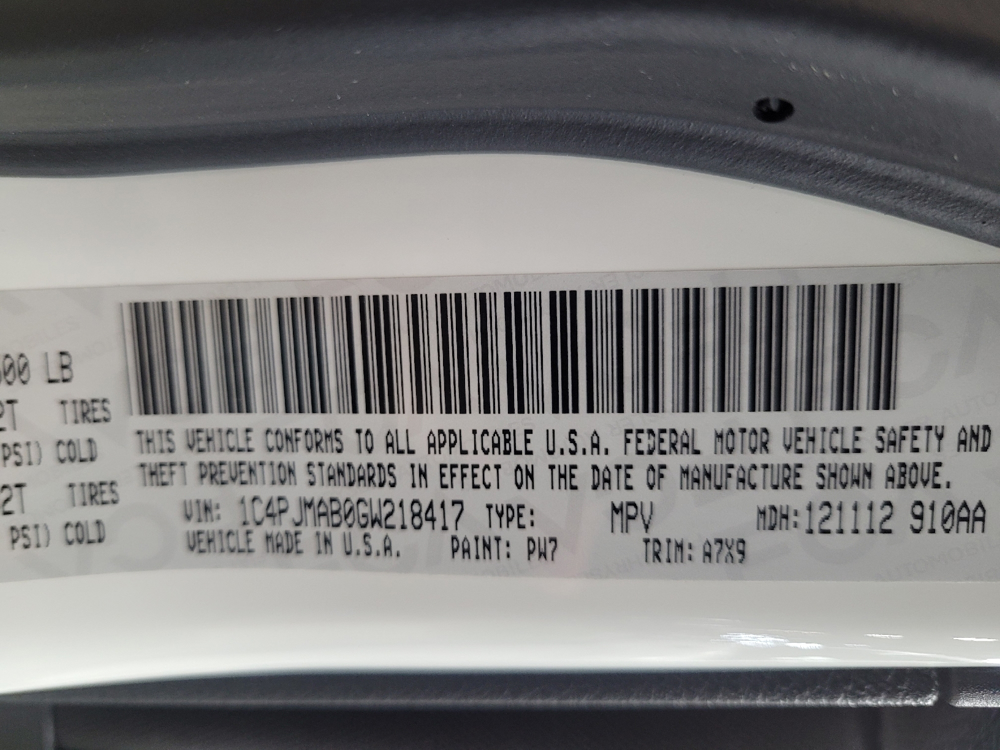 00 LB
2T TIRES
PSI) COLD
2T TIRES
PSI) COLD
THIS VEHICLE CONFORMS TO ALL APPLICABLE U.S.A. FEDERAL MOTOR VEHICLE SAFETY AND
THEFT PREVENTION STANDARDS IN EFFECT ON THE DATE OF MANUFACTURE SHOWN ABOVE.
VIN: 1C4PJMAB0GW218417 TYPE: MPV MDH:121112 910AA
VEHICLE MADE IN U.S.A. PAINT: PW7 TRIM: A7X9